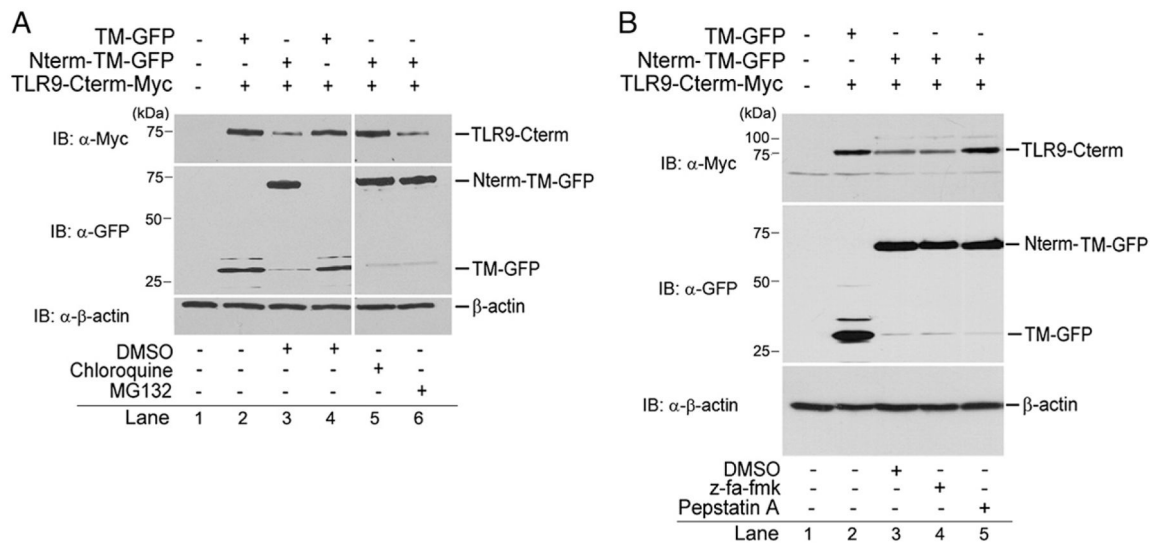 A
TM-GFP - + - + - -
Nterm-TM-GFP - - + - + +
TLR9-Cterm-Myc - + + + + +
(kDa)
IB: α-Myc 75– TLR9-Cterm
75– Nterm-TM-GFP
50–
IB: α-GFP
TM-GFP
25–
IB: α-β-actin β-actin
DMSO - - + + - -
Chloroquine - - - - + -
MG132 - - - - - +
Lane 1 2 3 4 5 6
B
TM-GFP - + - - -
Nterm-TM-GFP - - + + +
TLR9-Cterm-Myc - + + + +
(kDa)
100–
IB: α-Myc 75– TLR9-Cterm
75– Nterm-TM-GFP
50–
IB: α-GFP
TM-GFP
25–
IB: α-β-actin β-actin
DMSO - - + - -
z-fa-fmk - - - + -
Pepstatin A - - - - +
Lane 1 2 3 4 5